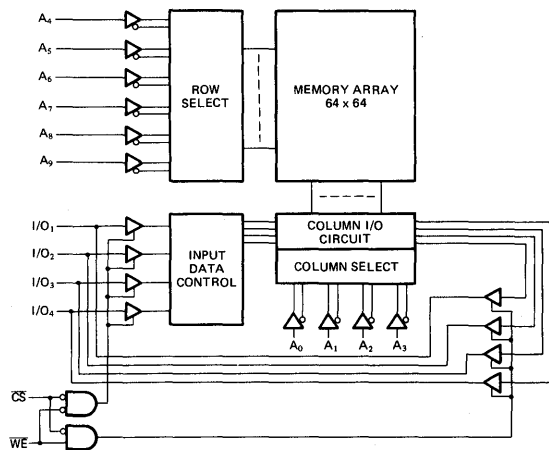 A4
A5
A6
A7
A8
A9
ROW
SELECT
MEMORY ARRAY
64 x 64
I/O1
I/O2
I/O3
I/O4
INPUT
DATA
CONTROL
COLUMN I/O
CIRCUIT
COLUMN SELECT
A0
A1
A2
A3
CS
WE